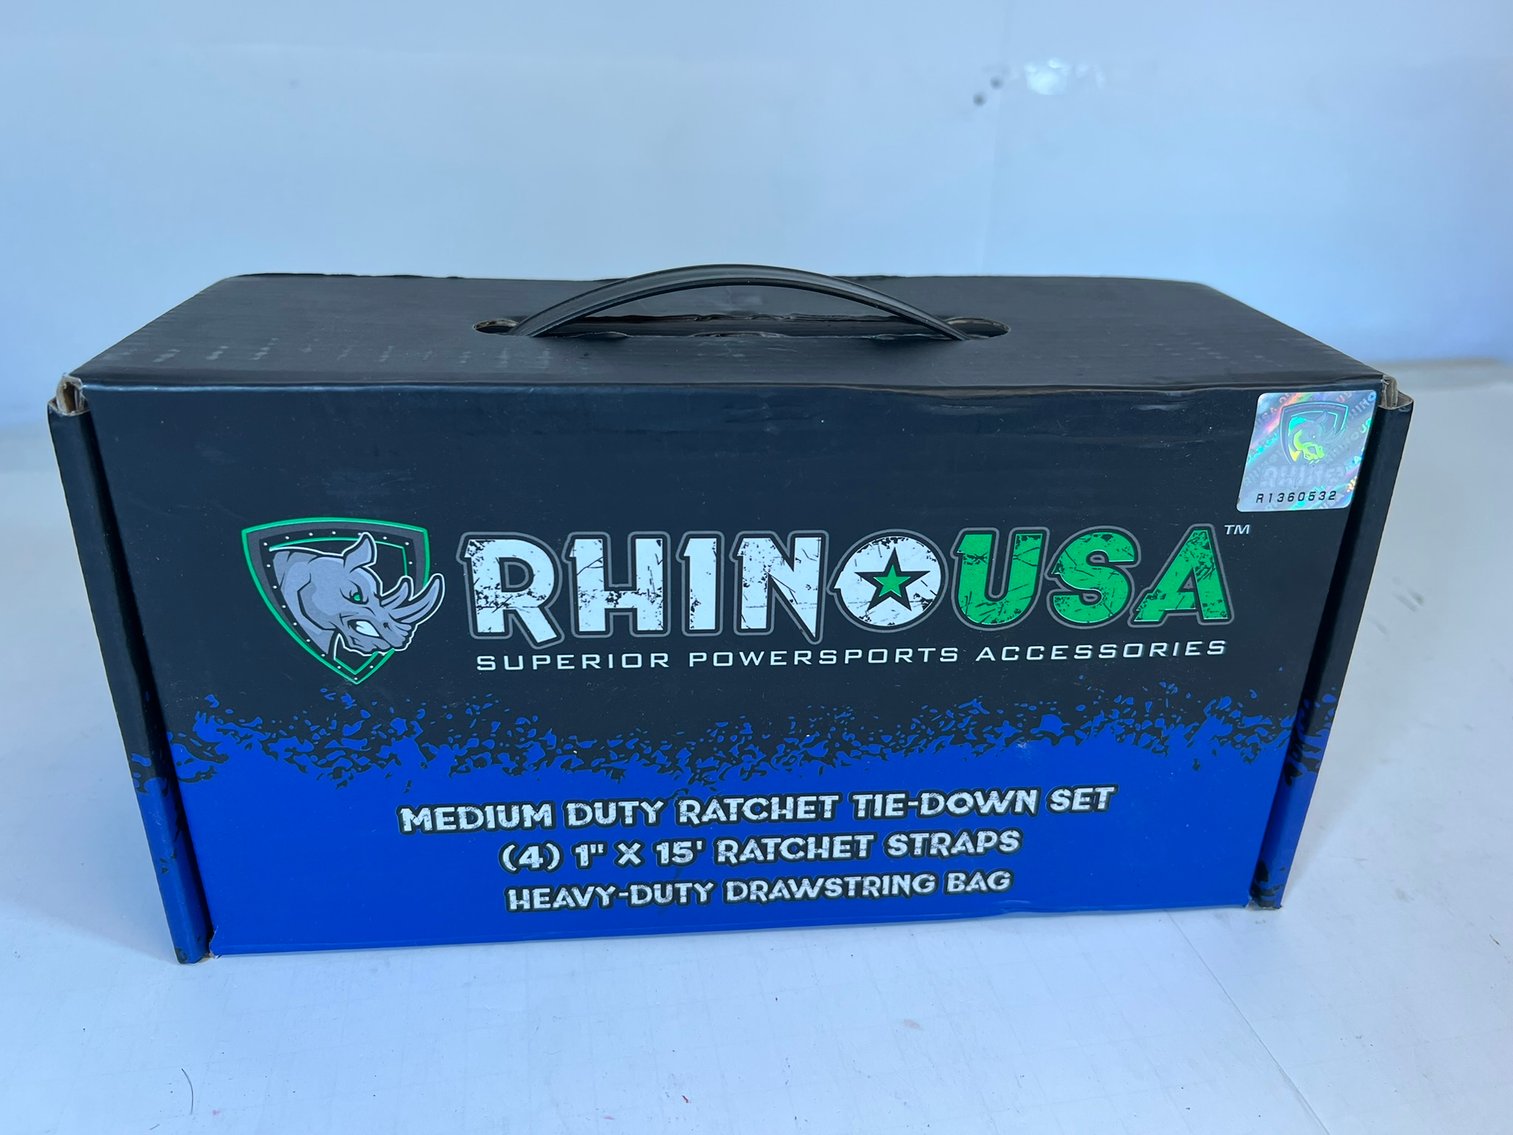 RHINO
R1360532
RHINOUSA™
SUPERIOR POWERSPORTS ACCESSORIES
MEDIUM DUTY RATCHET TIE-DOWN SET
(4) 1" X 15' RATCHET STRAPS
HEAVY-DUTY DRAWSTRING BAG